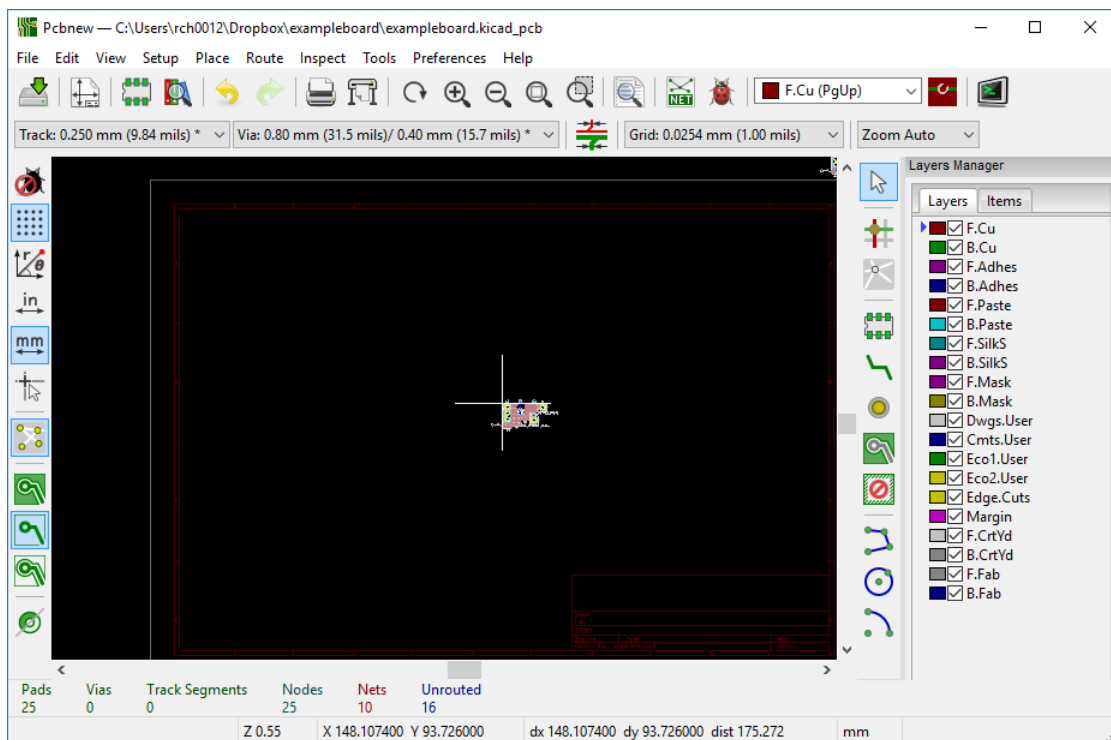 Pcbnew — C:\Users\rch0012\Dropbox\exampleboard\exampleboard.kicad_pcb
File Edit View Setup Place Route Inspect Tools Preferences Help
NET F.Cu (PgUp)
Track: 0.250 mm (9.84 mils) * Via: 0.80 mm (31.5 mils)/ 0.40 mm (15.7 mils) * Grid: 0.0254 mm (1.00 mils) Zoom Auto
Layers Manager
Layers Items
F.Cu
B.Cu
F.Adhes
B.Adhes
F.Paste
B.Paste
F.SilkS
B.SilkS
F.Mask
B.Mask
Dwgs.User
Cmts.User
Eco1.User
Eco2.User
Edge.Cuts
Margin
F.CrtYd
B.CrtYd
F.Fab
B.Fab
r θ
in
mm
Pads Vias Track Segments Nodes Nets Unrouted
25 0 0 25 10 16
Z 0.55 X 148.107400 Y 93.726000 dx 148.107400 dy 93.726000 dist 175.272 mm